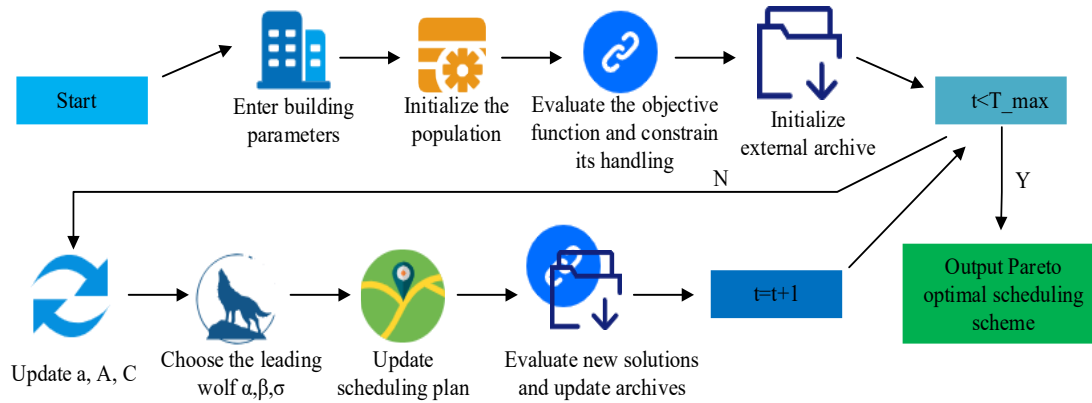 Start
Enter building
parameters
Initialize the
population
Evaluate the objective
function and constrain
its handling
Initialize
external archive
t<T_max
N
Y
Update a, A, C
Choose the leading
wolf α,β,σ
Update
scheduling plan
Evaluate new solutions
and update archives
t=t+1
Output Pareto
optimal scheduling
scheme